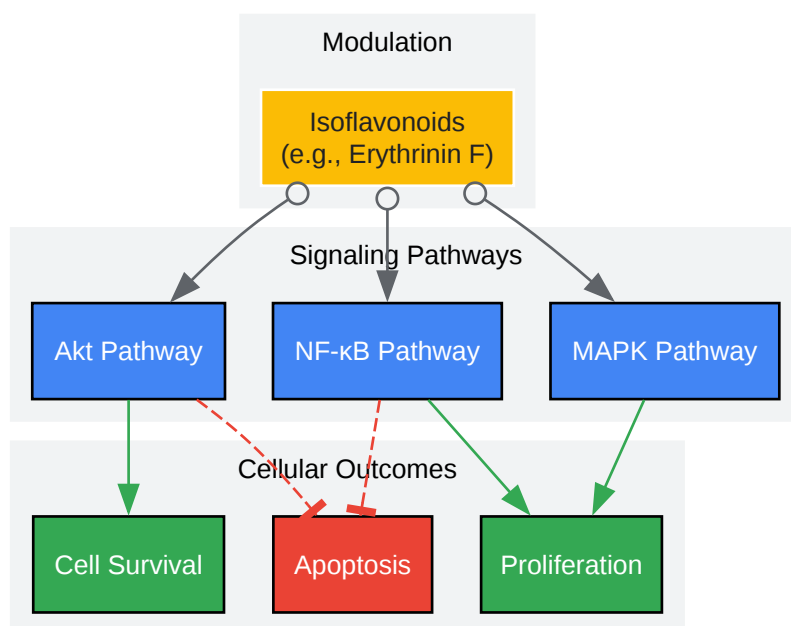 Modulation
Isoflavonoids
(e.g., Erythrinin F)
Signaling Pathways
Akt Pathway
NF-κB Pathway
MAPK Pathway
Cellular Outcomes
Cell Survival
Apoptosis
Proliferation